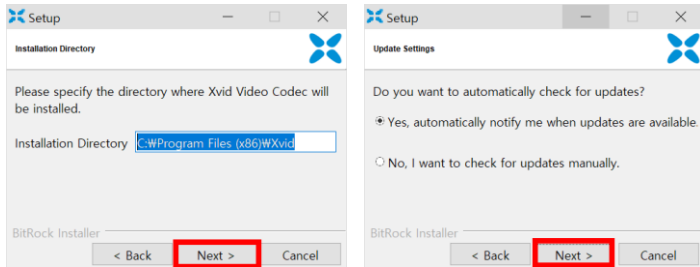 Setup
Installation Directory
Please specify the directory where Xvid Video Codec will
be installed.
Installation Directory C:₩Program Files (x86)₩Xvid
BitRock Installer
< Back Next > Cancel
Setup
Update Settings
Do you want to automatically check for updates?
Yes, automatically notify me when updates are available.
No, I want to check for updates manually.
BitRock Installer
< Back Next > Cancel